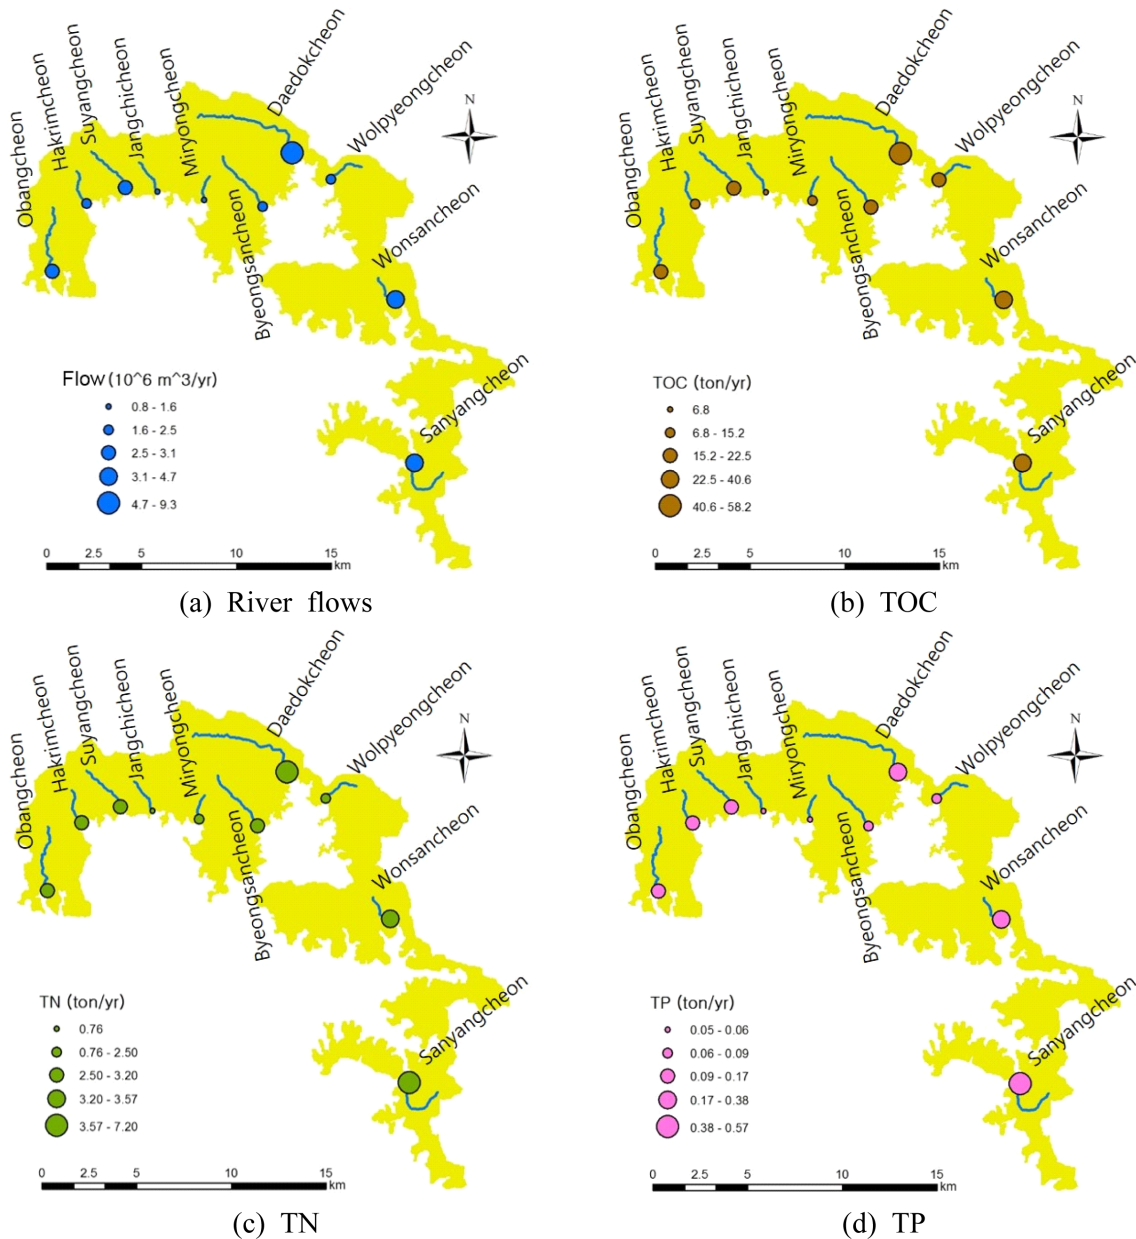 Obangcheon
Hakrimcheon
Suyangcheon
Jangchicheon
Miryongcheon
Daedokcheon
Wolpyeongcheon
N
Byeongsancheon
Wonsancheon
Sanyangcheon
Flow (10^6 m^3/yr)
0.8 - 1.6
1.6 - 2.5
2.5 - 3.1
3.1 - 4.7
4.7 - 9.3
0 2.5 5 10 15 km
(a) River flows
Obangcheon
Hakrimcheon
Suyangcheon
Jangchicheon
Miryongcheon
Daedokcheon
Wolpyeongcheon
N
Byeongsancheon
Wonsancheon
Sanyangcheon
TOC (ton/yr)
6.8
6.8 - 15.2
15.2 - 22.5
22.5 - 40.6
40.6 - 58.2
0 2.5 5 10 15 km
(b) TOC
Obangcheon
Hakrimcheon
Suyangcheon
Jangchicheon
Miryongcheon
Daedokcheon
Wolpyeongcheon
N
Byeongsancheon
Wonsancheon
Sanyangcheon
TN (ton/yr)
0.76
0.76 - 2.50
2.50 - 3.20
3.20 - 3.57
3.57 - 7.20
0 2.5 5 10 15 km
(c) TN
Obangcheon
Hakrimcheon
Suyangcheon
Jangchicheon
Miryongcheon
Daedokcheon
Wolpyeongcheon
N
Byeongsancheon
Wonsancheon
Sanyangcheon
TP (ton/yr)
0.05 - 0.06
0.06 - 0.09
0.09 - 0.17
0.17 - 0.38
0.38 - 0.57
0 2.5 5 10 15 km
(d) TP